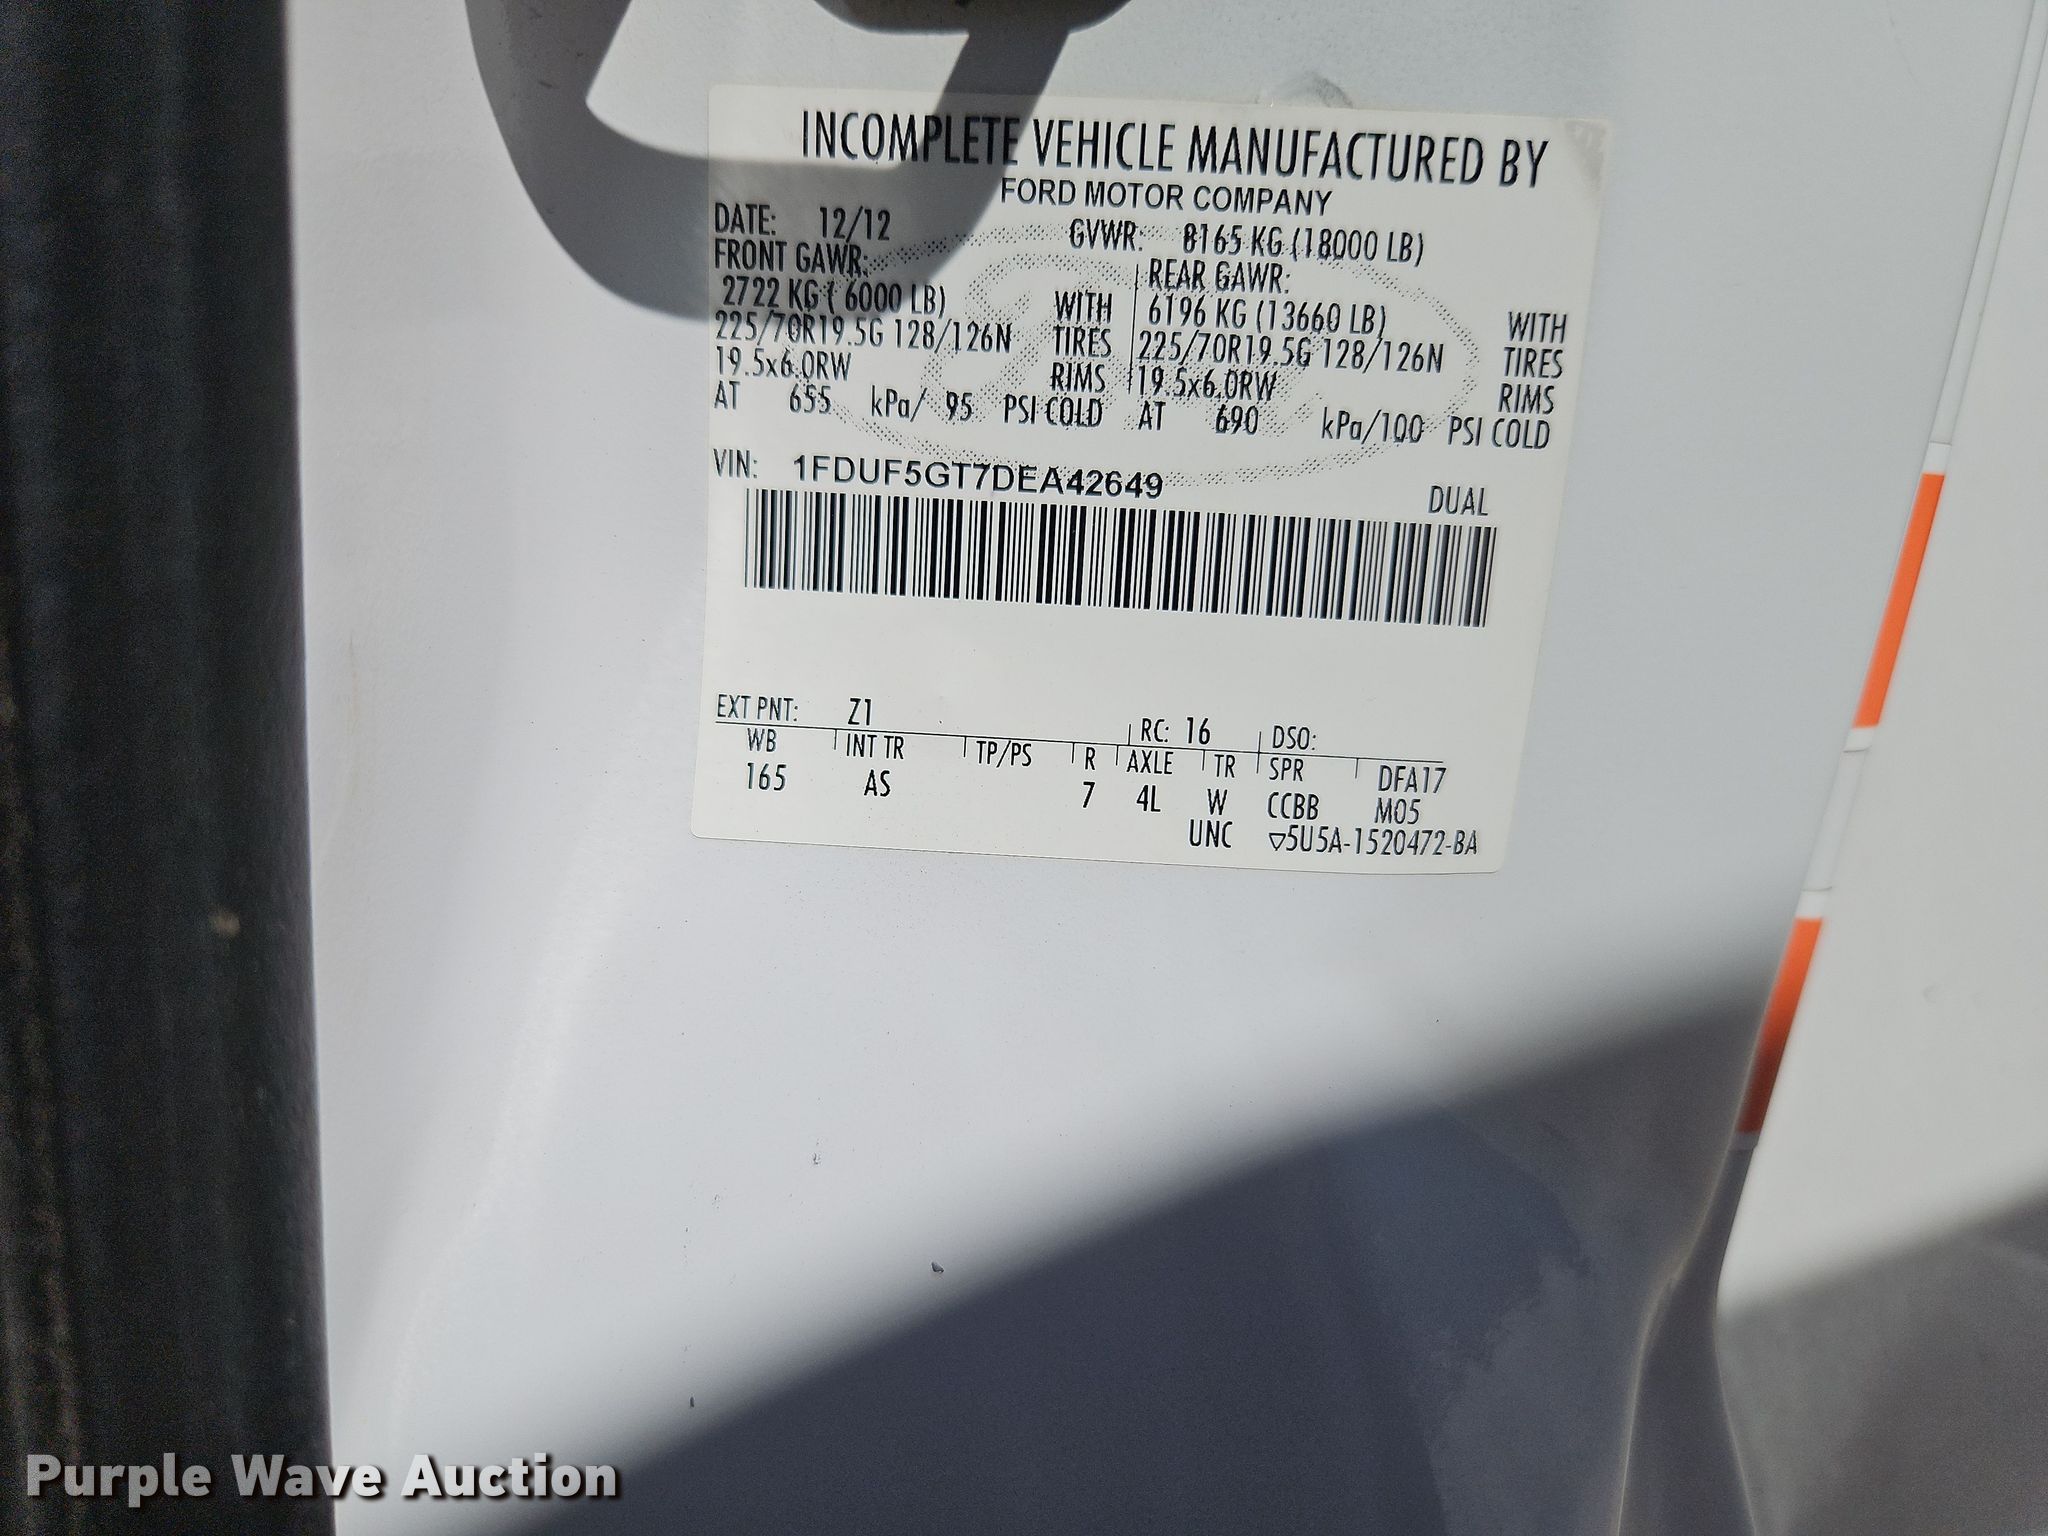 INCOMPLETE VEHICLE MANUFACTURED BY
FORD MOTOR COMPANY
DATE: 12/12 GVWR: 8165 KG (18000 LB)
FRONT GAWR: REAR GAWR:
2722 KG ( 6000 LB) WITH 6196 KG (13660 LB) WITH
225/70R19.5G 128/126N TIRES 225/70R19.5G 128/126N TIRES
19.5x6.0RW RIMS 19.5x6.0RW RIMS
AT 655 kPa/ 95 PSI COLD AT 690 kPa/100 PSI COLD
VIN: 1FDUF5GT7DEA42649 DUAL
EXT PNT: Z1 RC: 16 DSO:
WB INT TR TP/PS R AXLE TR SPR DFA17
165 AS 7 4L W CCBB M05
UNC ▽5U5A-1520472-BA
Purple Wave Auction